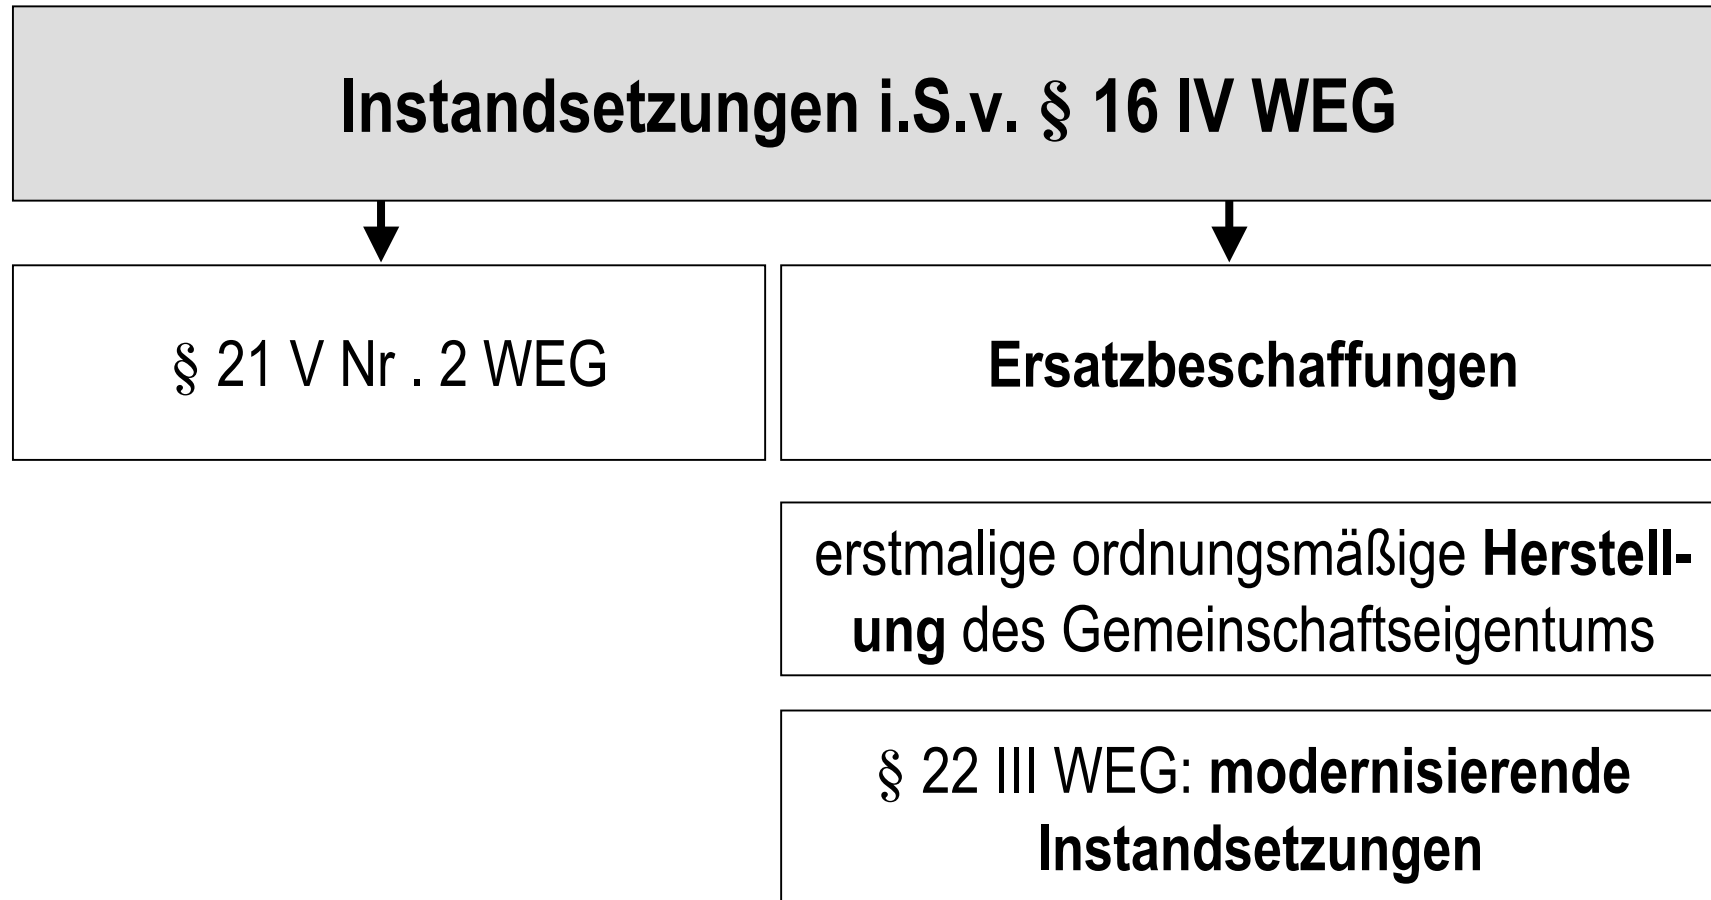 Instandsetzungen i.S.v. § 16 IV WEG
§ 21 V Nr . 2 WEG
Ersatzbeschaffungen
erstmalige ordnungsmäßige Herstell-
ung des Gemeinschaftseigentums
§ 22 III WEG: modernisierende
Instandsetzungen